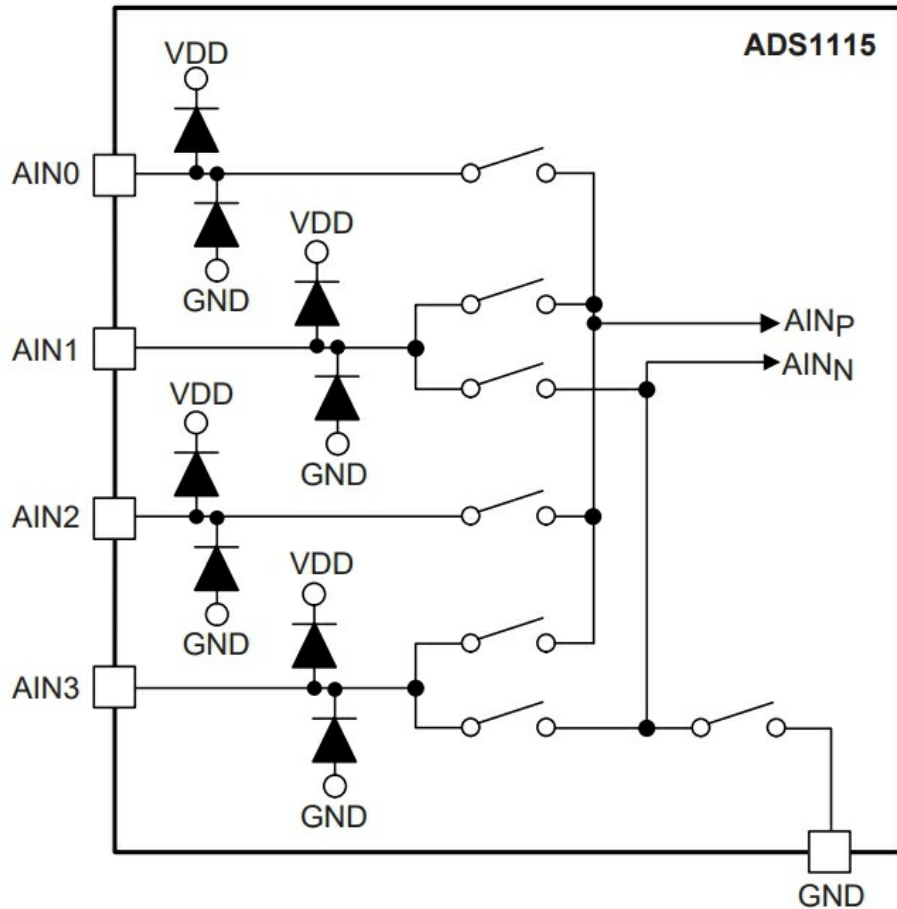 ADS1115
VDD
AIN0
GND
VDD
AIN1
AINP
AINN
VDD
GND
AIN2
VDD
GND
AIN3
GND
GND